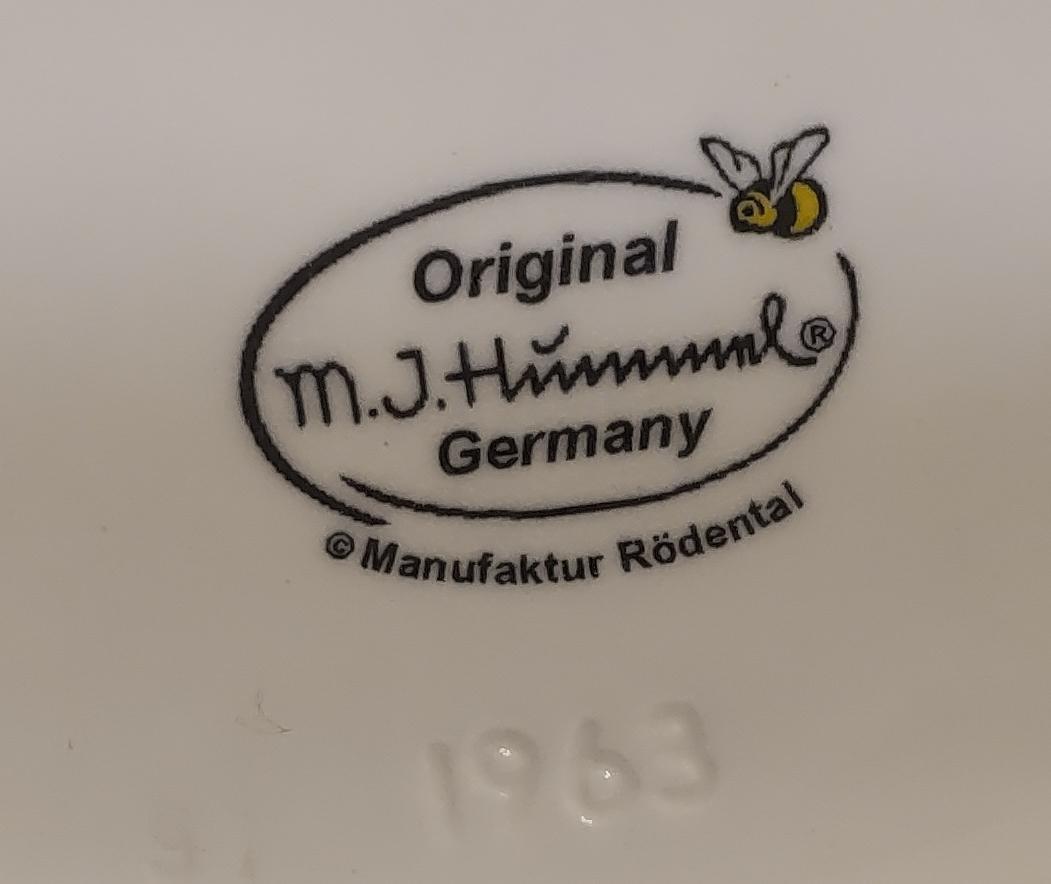 Original
M.J.Hummel®
Germany
© Manufaktur Rödental
1963